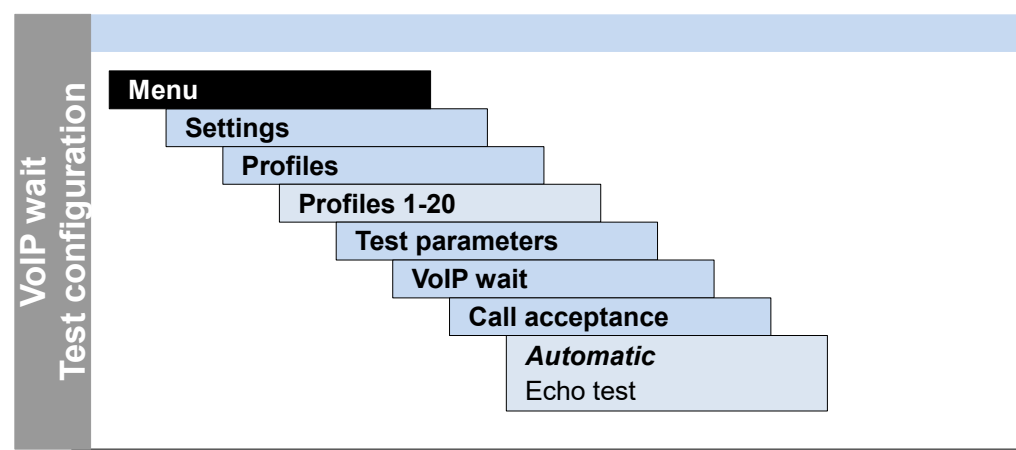 VoIP wait
Test configuration
Menu
Settings
Profiles
Profiles 1-20
Test parameters
VoIP wait
Call acceptance
Automatic
Echo test